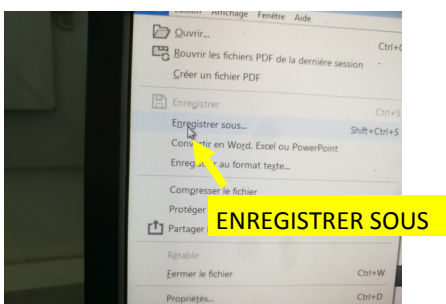 Edition Affichage Fenêtre Aide
Ouvrir...
Rouvrir les fichiers PDF de la dernière session
Créer un fichier PDF
Enregistrer Ctrl+S
Enregistrer sous... Shift+Ctrl+S
Convertir en Word, Excel ou PowerPoint
Enregistrer au format texte...
Compresser le fichier
Protéger
ENREGISTRER SOUS
Partager
Rétablir
Fermer le fichier Ctrl+W
Propriétés... Ctrl+D